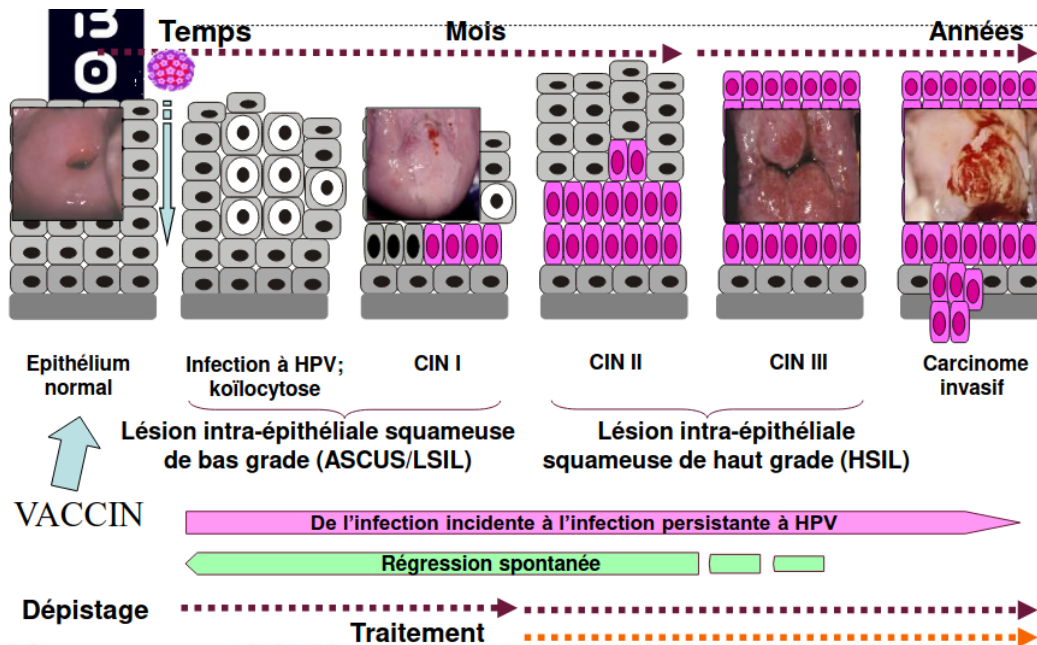 Temps
Mois
Années
Epithélium
normal
Infection à HPV;
koïlocytose
CIN I
CIN II
CIN III
Carcinome
invasif
Lésion intra-épithéliale squameuse
de bas grade (ASCUS/LSIL)
Lésion intra-épithéliale
squameuse de haut grade (HSIL)
VACCIN
De l'infection incidente à l'infection persistante à HPV
Régression spontanée
Dépistage
Traitement